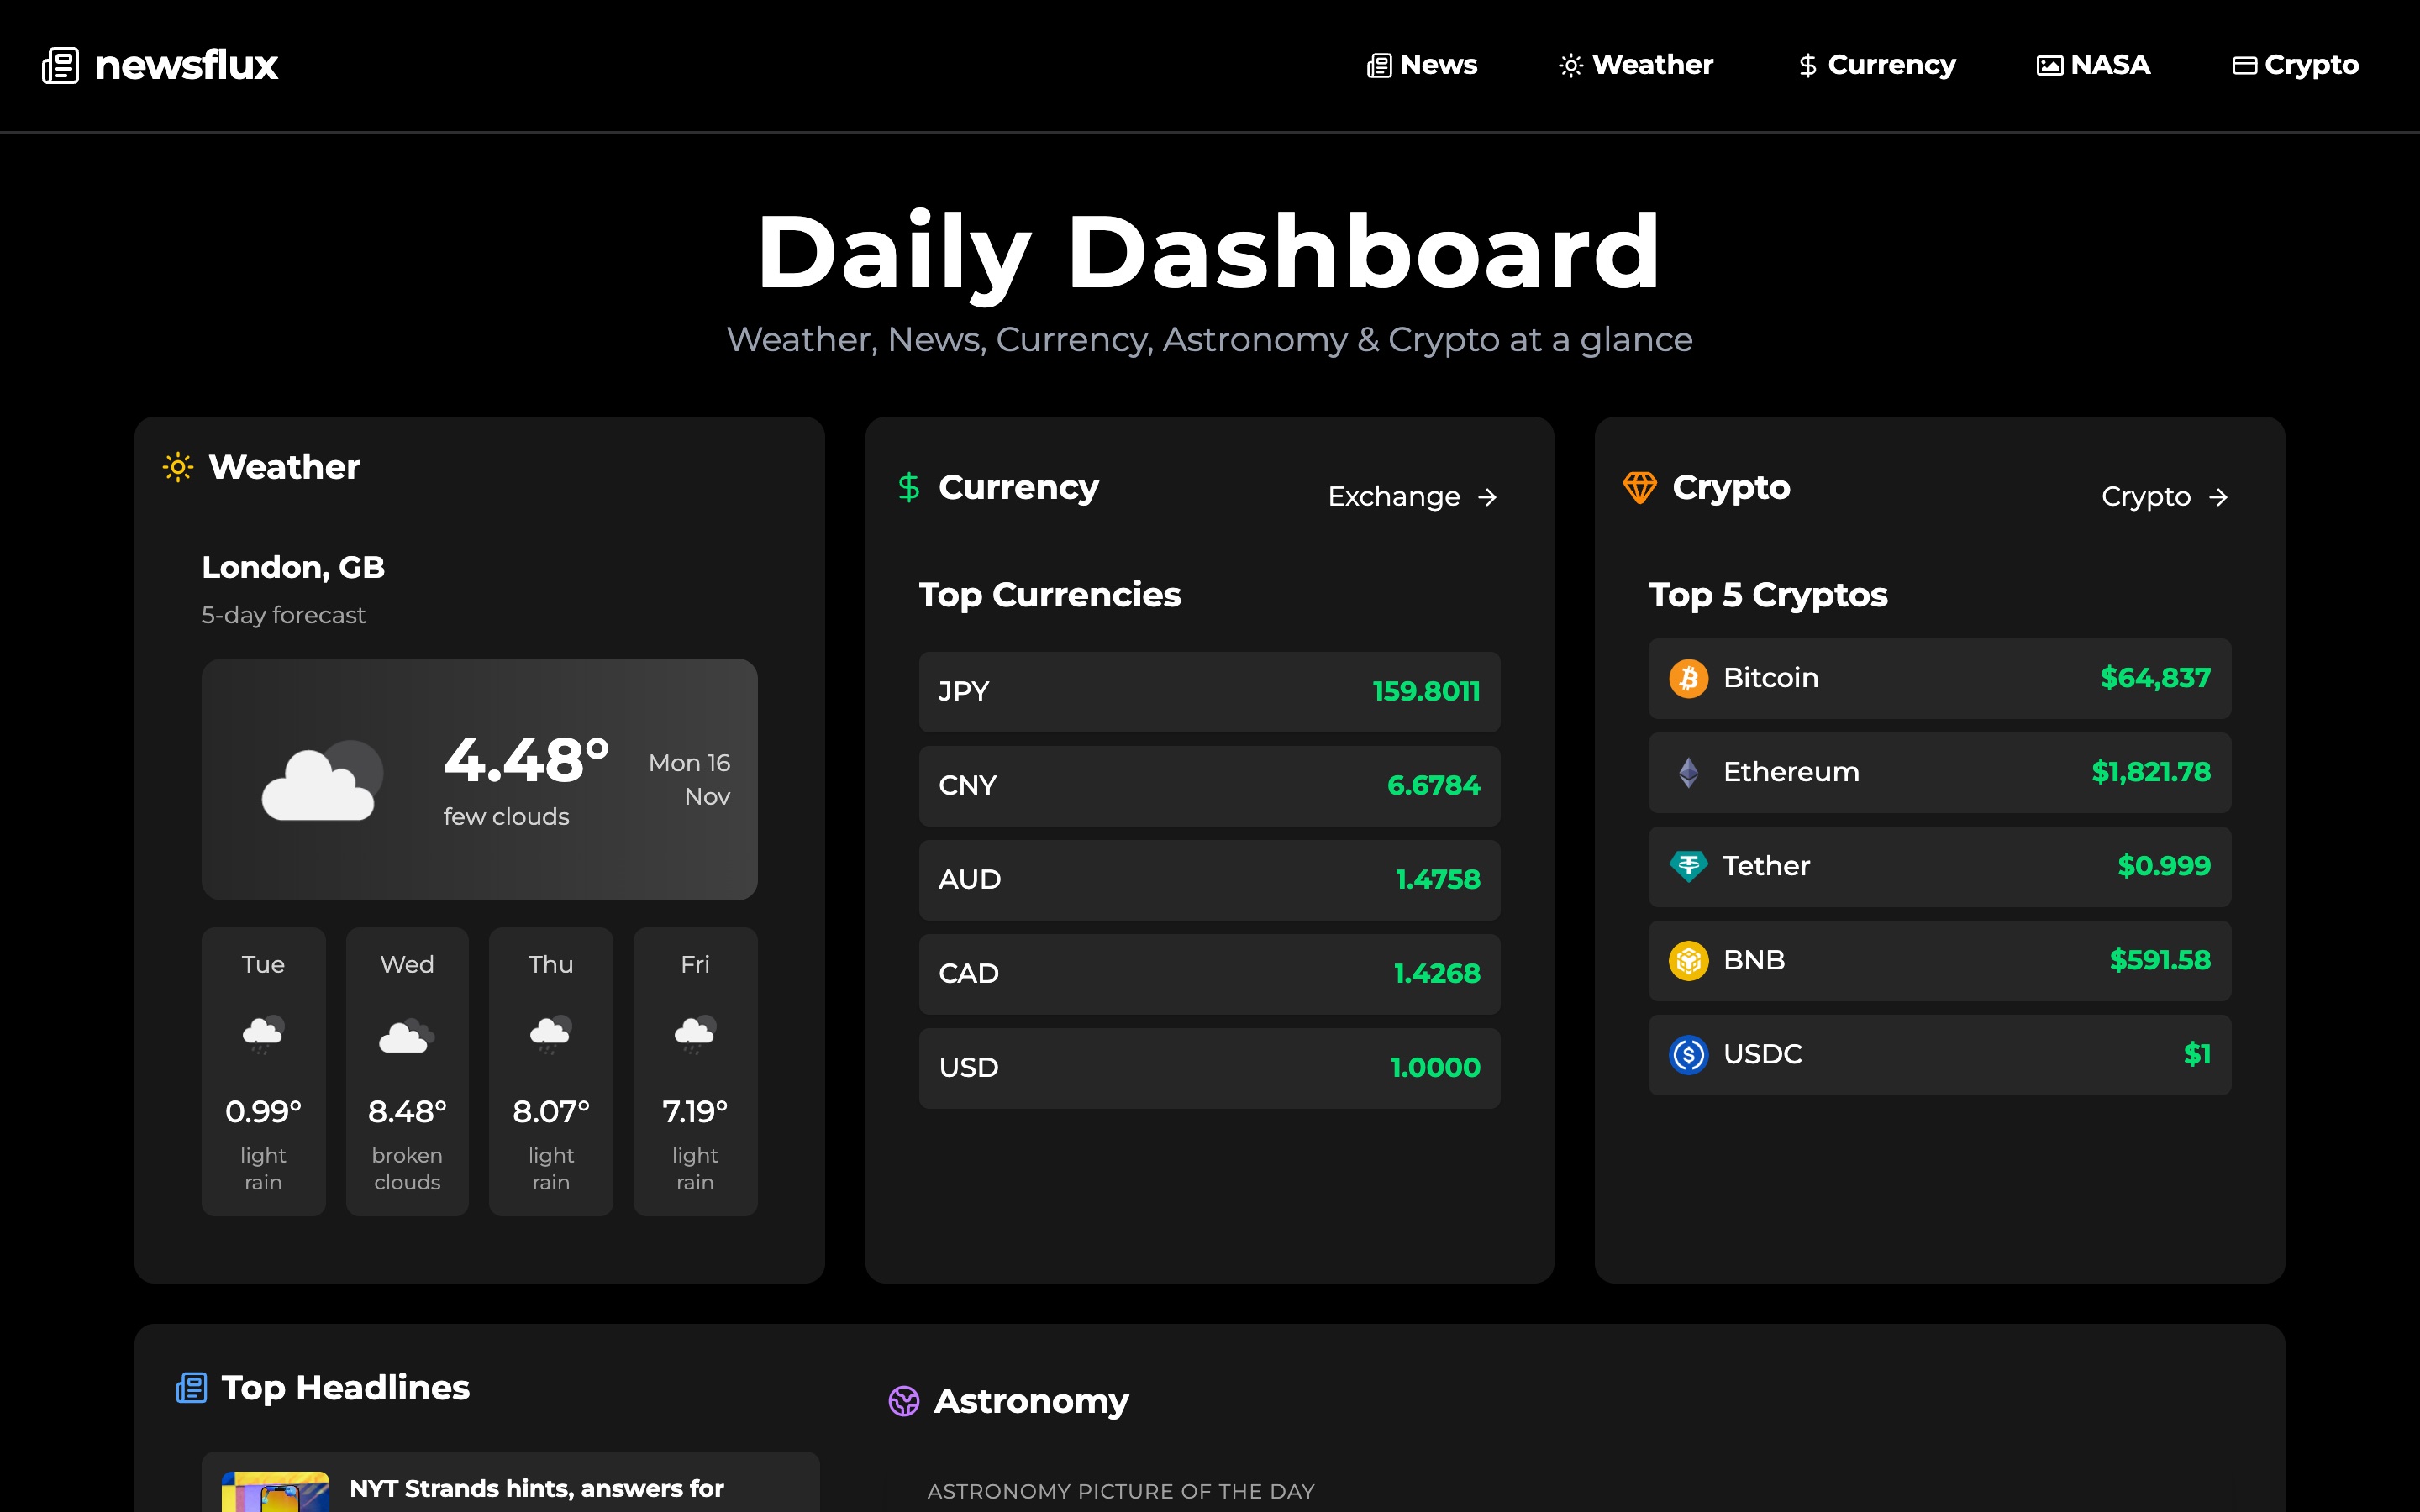 newsflux
News
Weather
Currency
NASA
Crypto
Daily Dashboard
Weather, News, Currency, Astronomy & Crypto at a glance
Weather
London, GB
5-day forecast
4.48°
few clouds
Mon 16
Nov
Tue
0.99°
light
rain
Wed
8.48°
broken
clouds
Thu
8.07°
light
rain
Fri
7.19°
light
rain
Currency
Exchange →
Top Currencies
JPY 159.8011
CNY 6.6784
AUD 1.4758
CAD 1.4268
USD 1.0000
Crypto
Crypto →
Top 5 Cryptos
Bitcoin $64,837
Ethereum $1,821.78
Tether $0.999
BNB $591.58
USDC $1
Top Headlines
NYT Strands hints, answers for
Astronomy
ASTRONOMY PICTURE OF THE DAY